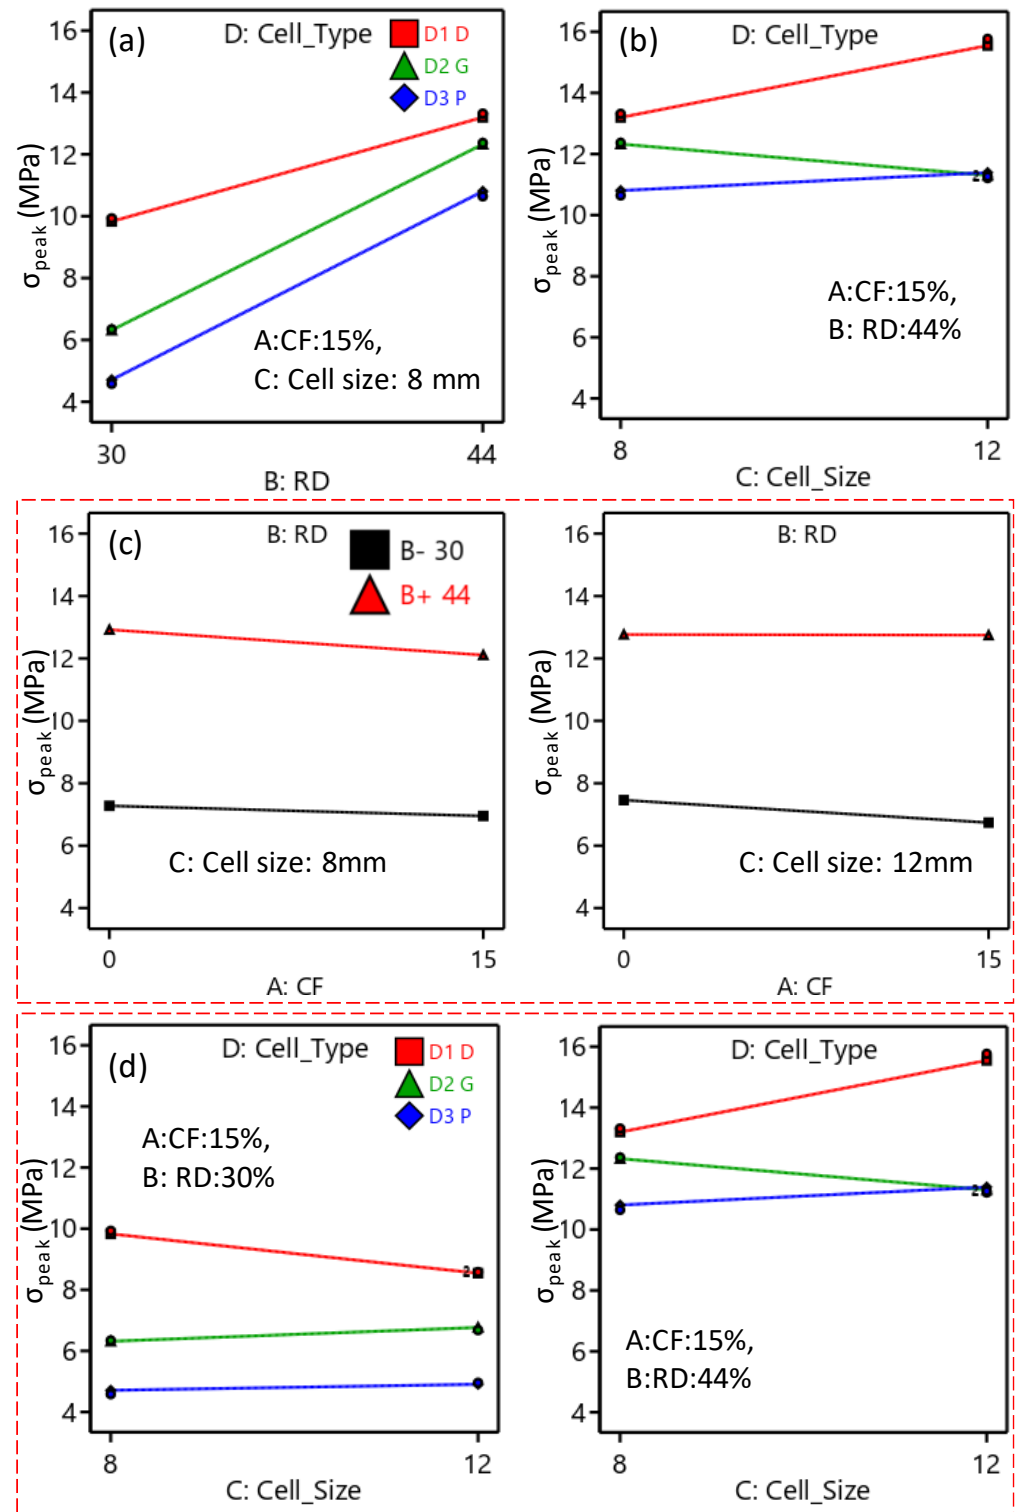 (a)
D: Cell_Type
D1 D
D2 G
D3 P
16
14
12
10
8
6
4
σpeak (MPa)
A:CF:15%,
C: Cell size: 8 mm
30
44
B: RD
(b)
D: Cell_Type
16
14
12
10
8
6
4
σpeak (MPa)
2
A:CF:15%,
B: RD:44%
8
12
C: Cell_Size
(c)
B: RD
B- 30
B+ 44
16
14
12
10
8
6
4
σpeak (MPa)
C: Cell size: 8mm
0
15
A: CF
B: RD
16
14
12
10
8
6
4
σpeak (MPa)
C: Cell size: 12mm
0
15
A: CF
(d)
D: Cell_Type
D1 D
D2 G
D3 P
16
14
12
10
8
6
4
σpeak (MPa)
A:CF:15%,
B: RD:30%
2
8
12
C: Cell_Size
D: Cell_Type
16
14
12
10
8
6
4
σpeak (MPa)
2
A:CF:15%,
B:RD:44%
8
12
C: Cell_Size